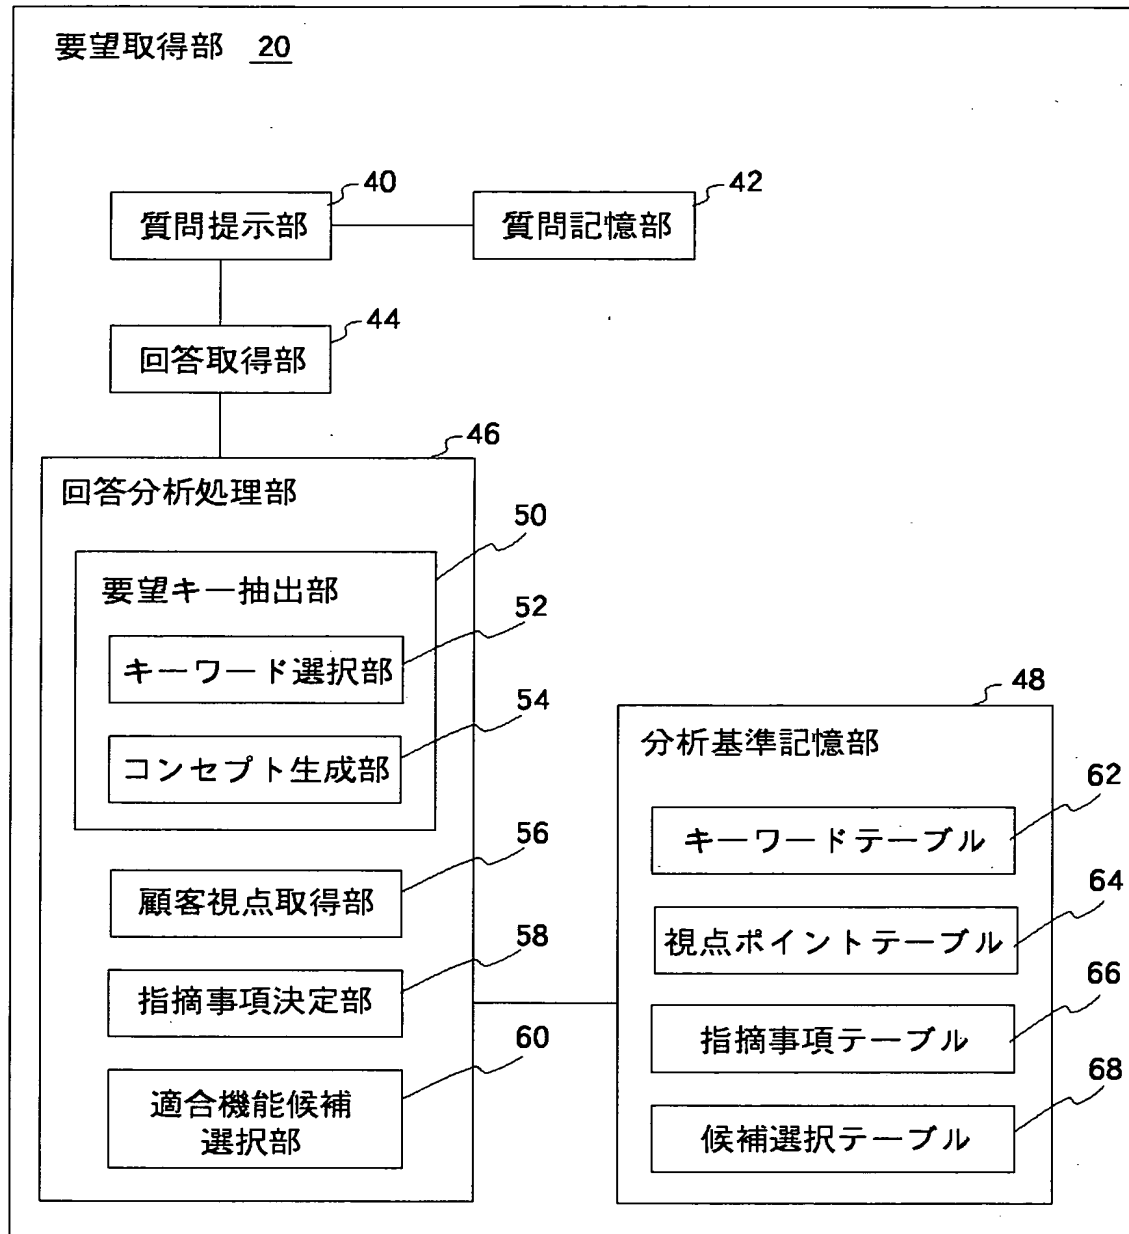 要望取得部 20
40
質問提示部
42
質問記憶部
44
回答取得部
46
回答分析処理部
50
要望キー抽出部
52
キーワード選択部
54
コンセプト生成部
56
顧客視点取得部
58
指摘事項決定部
60
適合機能候補
選択部
48
分析基準記憶部
62
キーワードテーブル
64
視点ポイントテーブル
66
指摘事項テーブル
68
候補選択テーブル